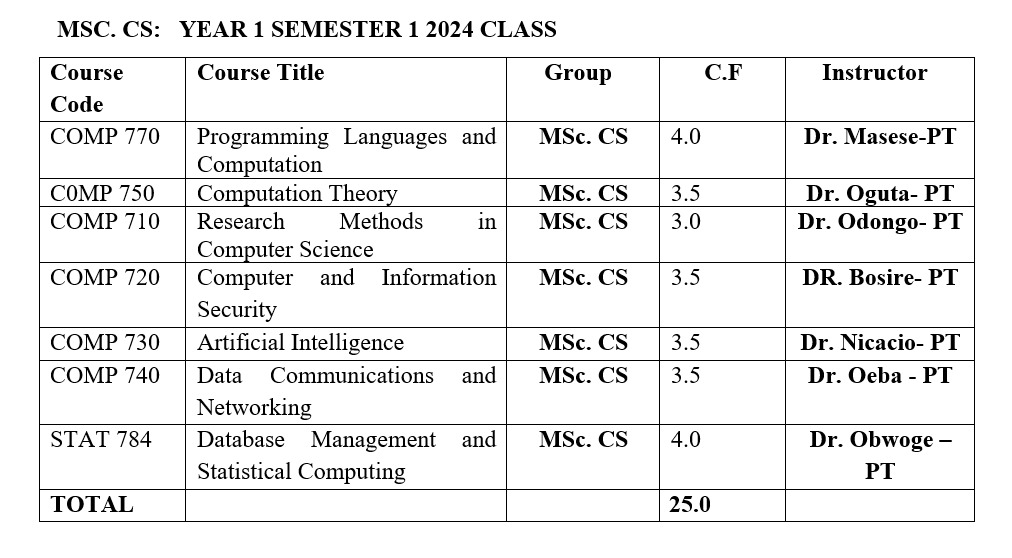 MSC. CS: YEAR 1 SEMESTER 1 2024 CLASS
Course Code | Course Title | Group | C.F | Instructor
COMP 770 | Programming Languages and Computation | MSc. CS | 4.0 | Dr. Masese-PT
C0MP 750 | Computation Theory | MSc. CS | 3.5 | Dr. Oguta- PT
COMP 710 | Research Methods in Computer Science | MSc. CS | 3.0 | Dr. Odongo- PT
COMP 720 | Computer and Information Security | MSc. CS | 3.5 | DR. Bosire- PT
COMP 730 | Artificial Intelligence | MSc. CS | 3.5 | Dr. Nicacio- PT
COMP 740 | Data Communications and Networking | MSc. CS | 3.5 | Dr. Oeba - PT
STAT 784 | Database Management and Statistical Computing | MSc. CS | 4.0 | Dr. Obwoge – PT
TOTAL | | | 25.0 |